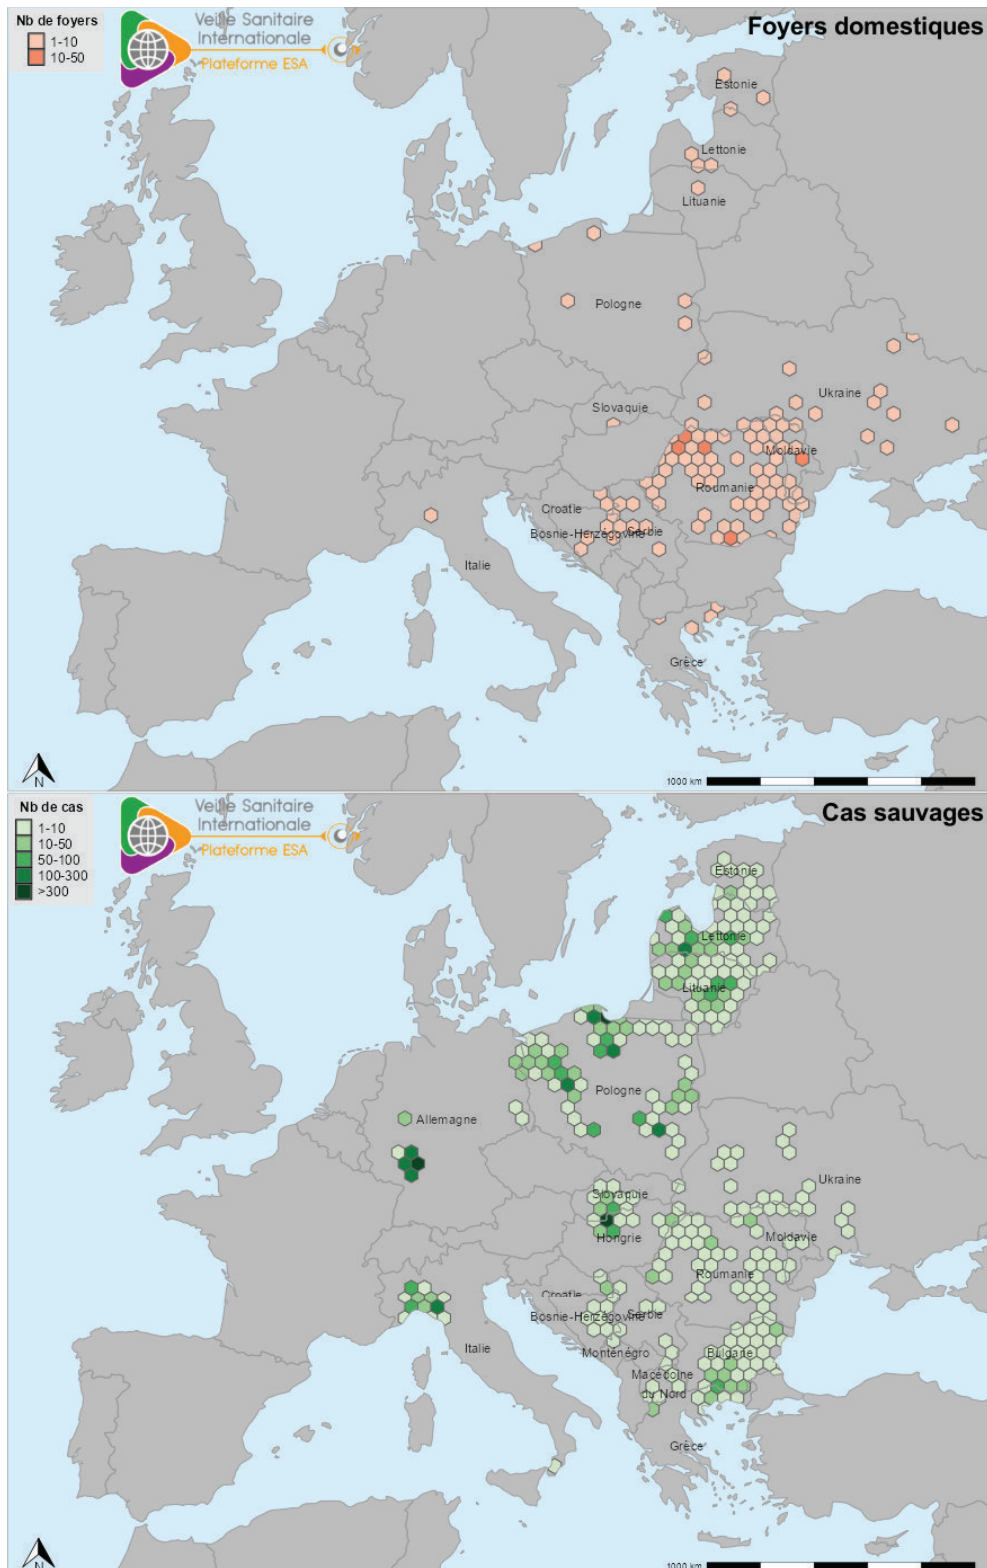 Nb de foyers
1-10
10-50
Veille Sanitaire
Internationale
Plateforme ESA
Foyers domestiques
Estonie
Lettonie
Lituanie
Pologne
Ukraine
Slovaquie
Moldavie
Roumanie
Croatie
Bosnie-Herzégovine
Serbie
Italie
Grèce
N
1000 km
Nb de cas
1-10
10-50
50-100
100-300
>300
Veille Sanitaire
Internationale
Plateforme ESA
Cas sauvages
Estonie
Lettonie
Lituanie
Pologne
Allemagne
Ukraine
Slovaquie
Hongrie
Moldavie
Roumanie
Croatie
Bosnie-Herzégovine
Serbie
Italie
Monténégro
Bulgarie
Macédoine
du Nord
Grèce
N
1000 km